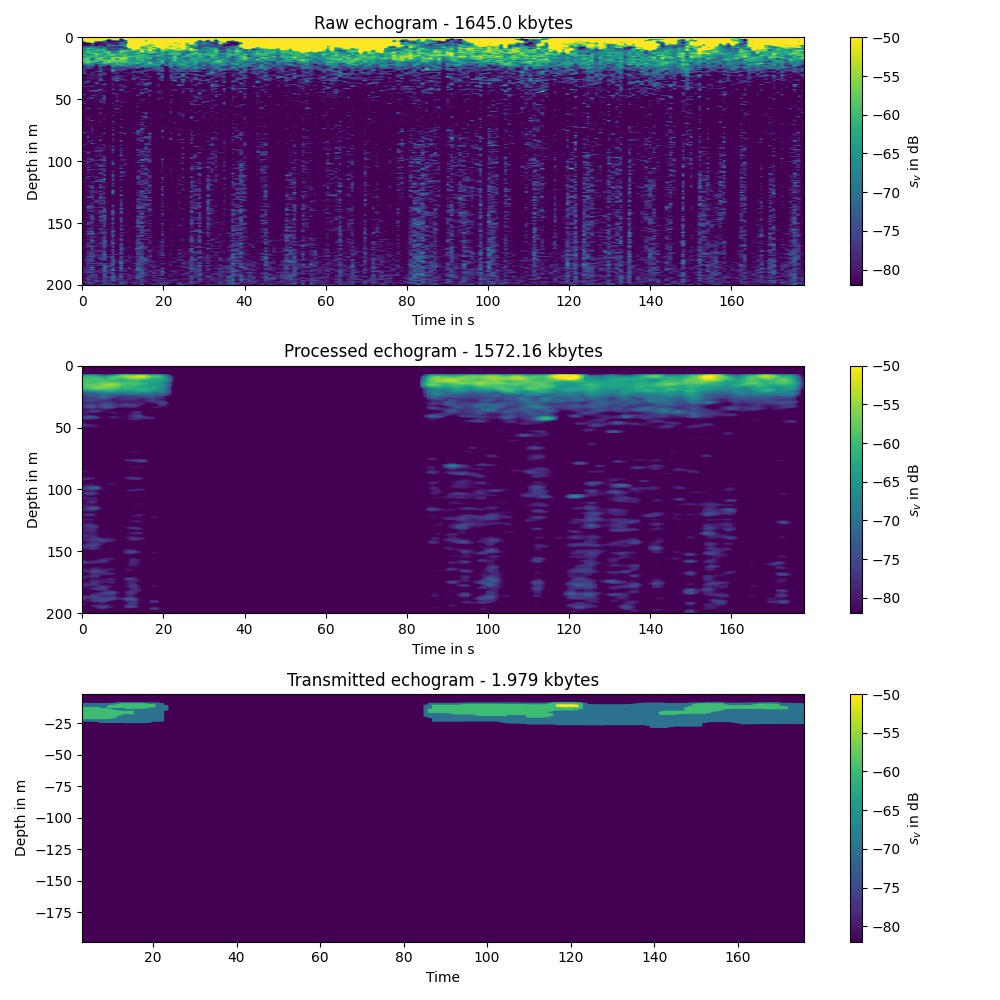 Raw echogram - 1645.0 kbytes
0
50
100
150
200
Depth in m
0 20 40 60 80 100 120 140 160
Time in s
−50
−55
−60
−65
−70
−75
−80
sv in dB
Processed echogram - 1572.16 kbytes
0
50
100
150
200
Depth in m
0 20 40 60 80 100 120 140 160
Time in s
−50
−55
−60
−65
−70
−75
−80
sv in dB
Transmitted echogram - 1.979 kbytes
−25
−50
−75
−100
−125
−150
−175
Depth in m
20 40 60 80 100 120 140 160
Time
−50
−55
−60
−65
−70
−75
−80
sv in dB